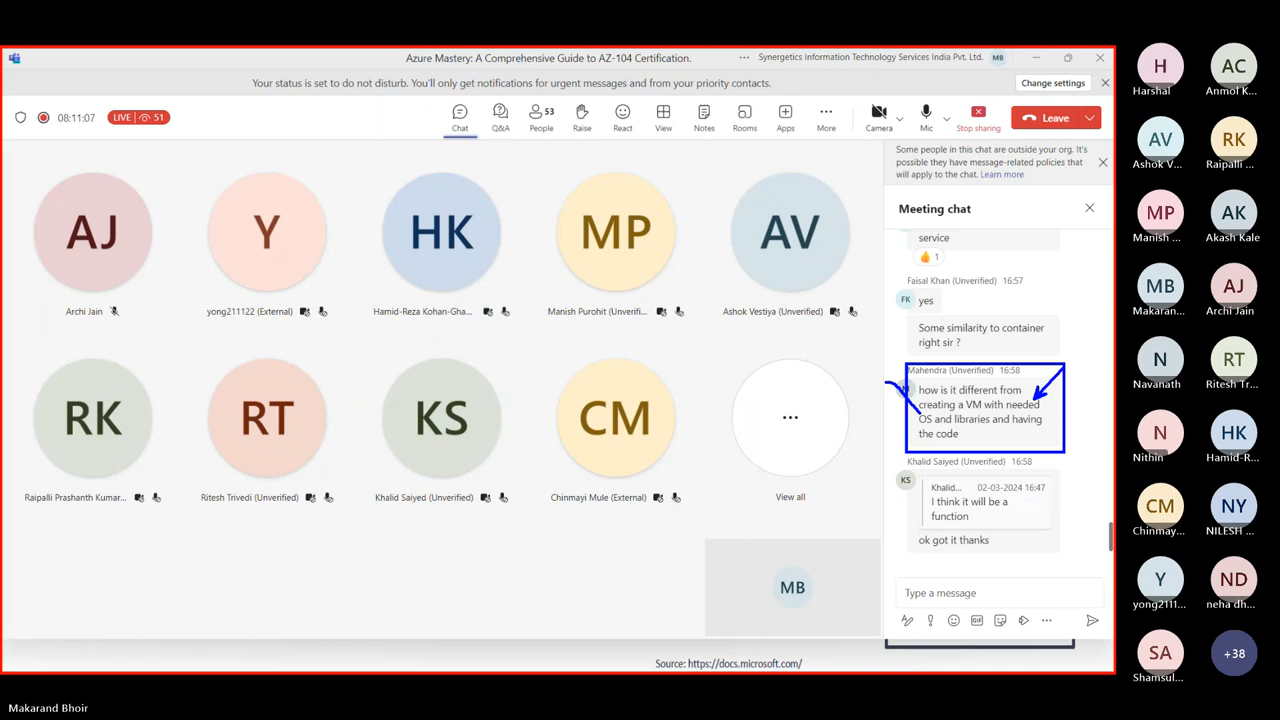 Azure Mastery: A Comprehensive Guide to AZ-104 Certification.
Synergetics Information Technology Services India Pvt. Ltd.
MB
Your status is set to do not disturb. You'll only get notifications for urgent messages and from your priority contacts.
Change settings
08:11:07
LIVE
51
Chat
Q&A
People
53
Raise
React
View
Notes
Rooms
Apps
More
Camera
Mic
Stop sharing
Leave
AJ
Archi Jain
Y
yong211122 (External)
HK
Hamid-Reza Kohan-Gha...
MP
Manish Purohit (Unverifi...
AV
Ashok Vestiya (Unverified)
RK
Raipalli Prashanth Kumar...
RT
Ritesh Trivedi (Unverified)
KS
Khalid Saiyed (Unverified)
CM
Chinmayi Mule (External)
...
View all
MB
Some people in this chat are outside your org. It's
possible they have message-related policies that
will apply to the chat. Learn more
Meeting chat
service
1
Faisal Khan (Unverified) 16:57
FK
yes
Some similarity to container
right sir ?
Mahendra (Unverified) 16:58
how is it different from
creating a VM with needed
OS and libraries and having
the code
Khalid Saiyed (Unverified) 16:58
KS
Khalid... 02-03-2024 16:47
I think it will be a
function
ok got it thanks
Type a message
GIF
Source: https://docs.microsoft.com/
H
Harshal
AC
Anmol K...
AV
Ashok V...
RK
Raipalli ...
MP
Manish ...
AK
Akash Kale
MB
Makaran...
AJ
Archi Jain
N
Navanath
RT
Ritesh Tr...
N
Nithin
HK
Hamid-R...
CM
Chinmay...
NY
NILESH ...
Y
yong2111...
ND
neha dh...
SA
Shamsul...
+38
Makarand Bhoir